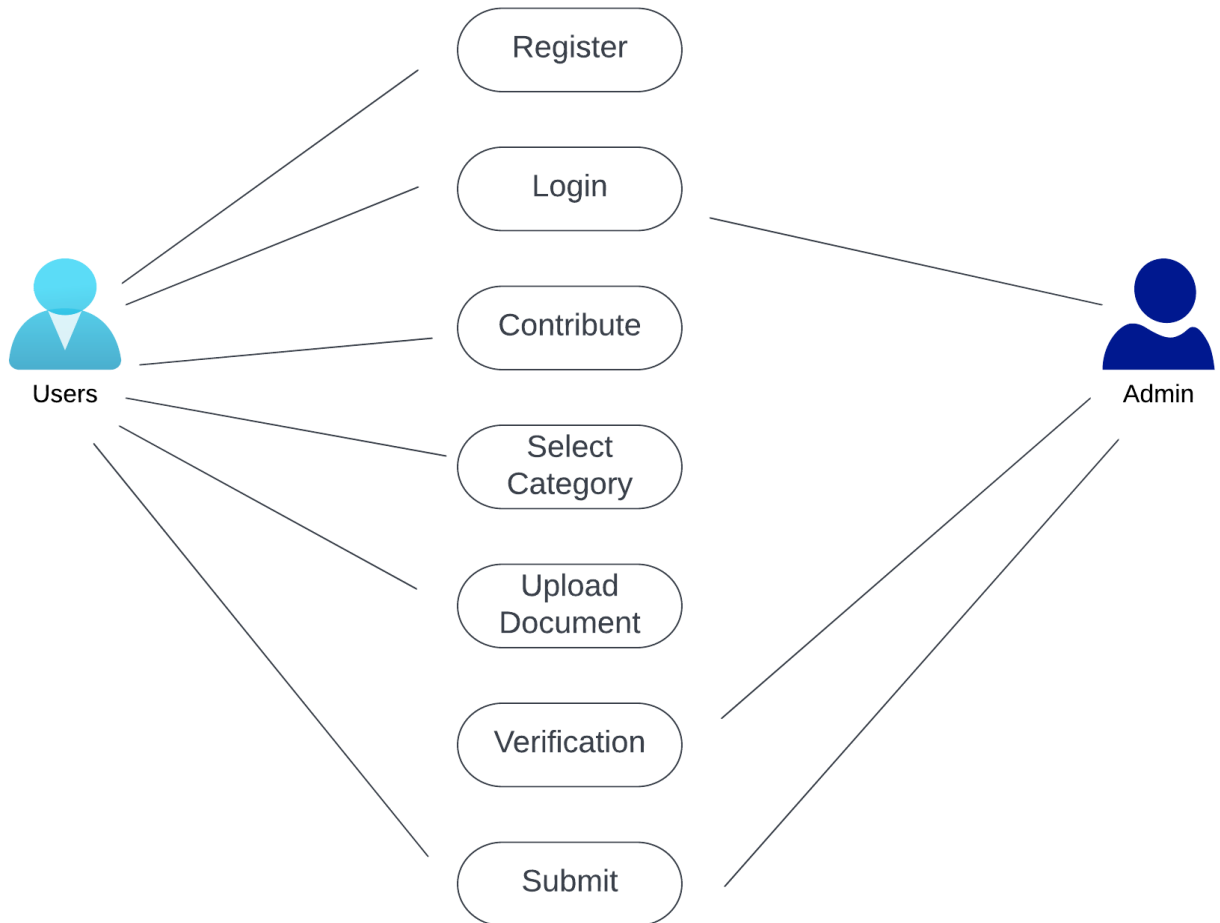 Register
Login
Contribute
Users
Admin
Select
Category
Upload
Document
Verification
Submit